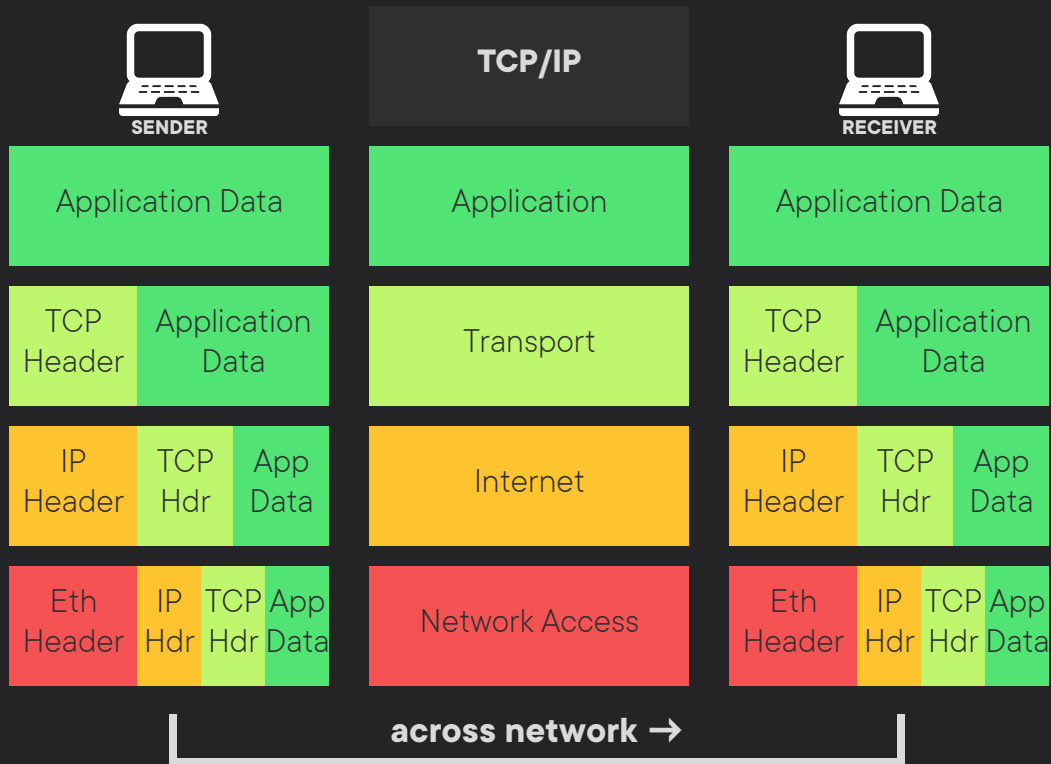 TCP/IP
SENDER
RECEIVER
Application Data
Application
Application Data
TCP
Header
Application
Data
Transport
TCP
Header
Application
Data
IP
Header
TCP
Hdr
App
Data
Internet
IP
Header
TCP
Hdr
App
Data
Eth
Header
IP
Hdr
TCP
Hdr
App
Data
Network Access
Eth
Header
IP
Hdr
TCP
Hdr
App
Data
across network →